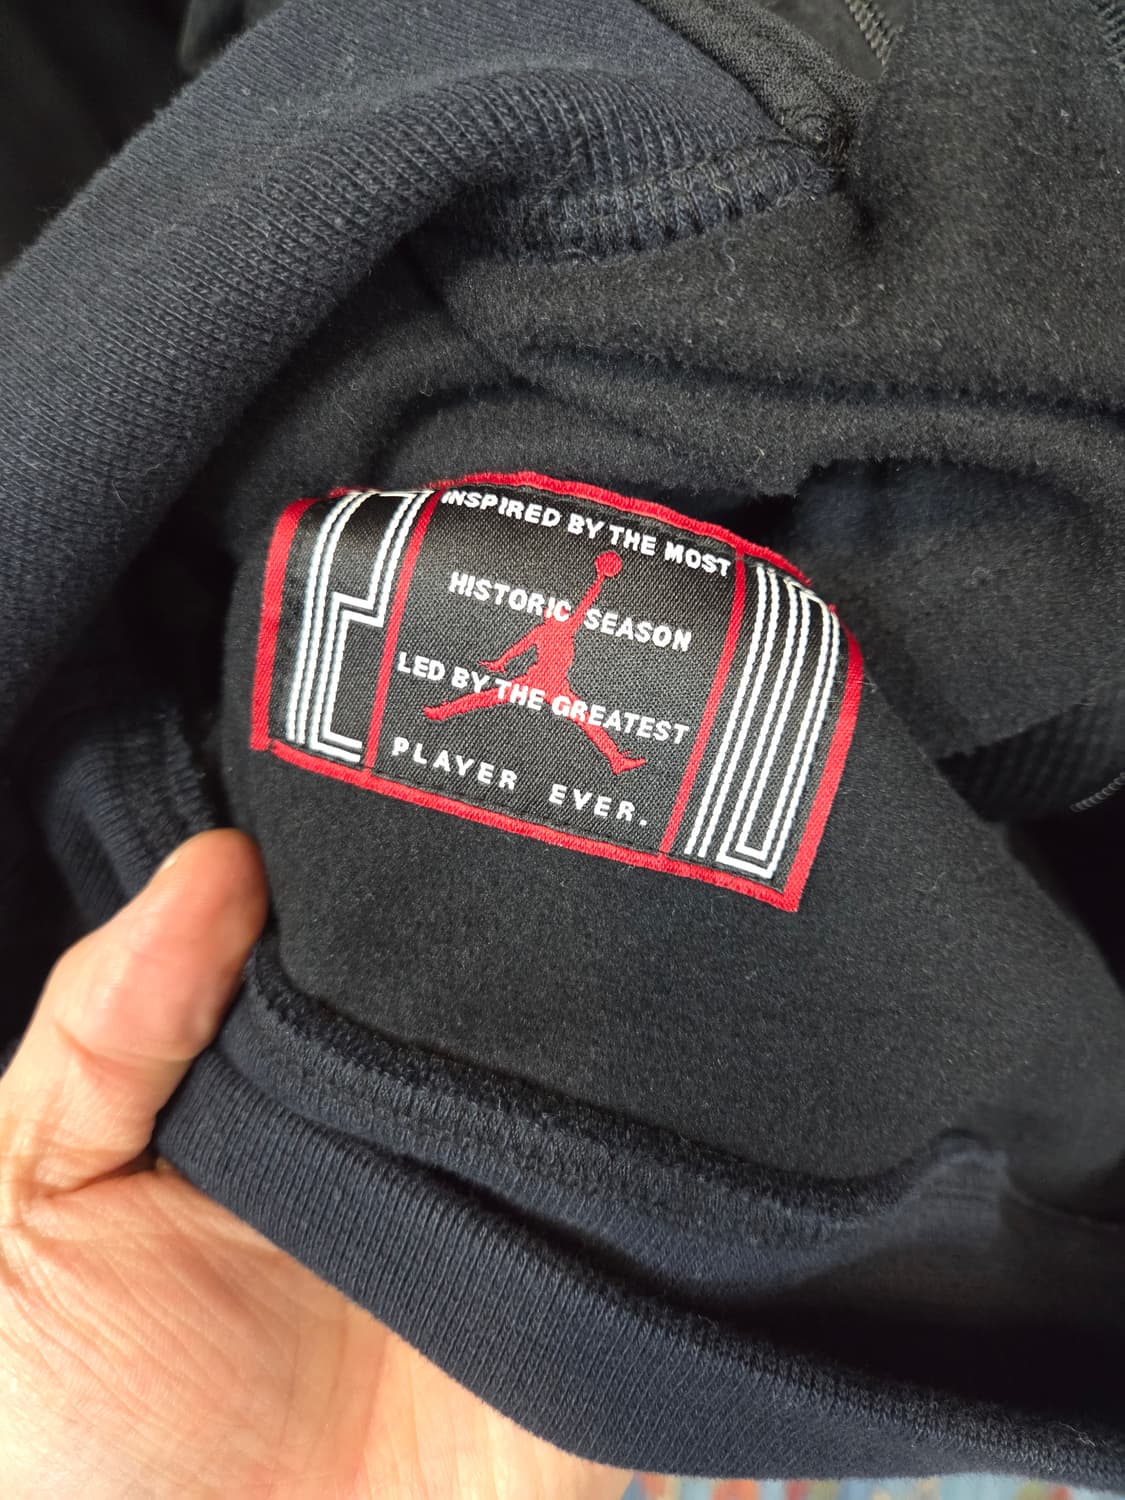 INSPIRED BY THE MOST
HISTORIC SEASON
LED BY THE GREATEST
PLAYER EVER.